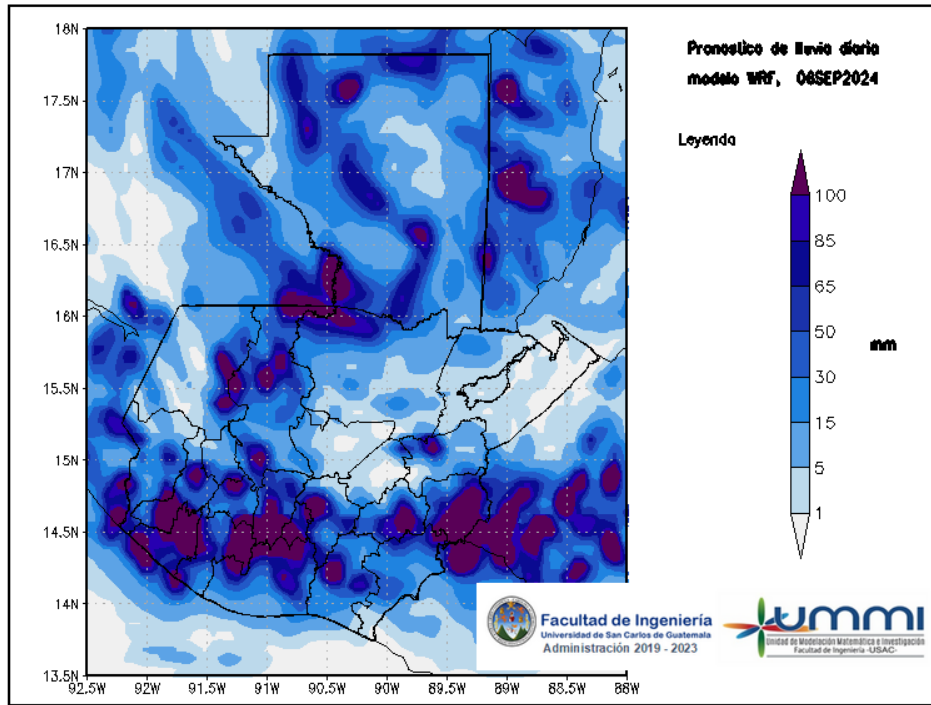 18N
17.5N
17N
16.5N
16N
15.5N
15N
14.5N
14N
13.5N
92.5W
92W
91.5W
91W
90.5W
90W
89.5W
89W
88.5W
88W
Pronostico de lluvia diaria
modelo WRF, 06SEP2024
Leyenda
100
85
65
50
30
15
5
1
mm
Facultad de Ingeniería
Universidad de San Carlos de Guatemala
Administración 2019 - 2023
UMMI
Unidad de Modelación Matemática e Investigación
Facultad de Ingeniería -USAC-